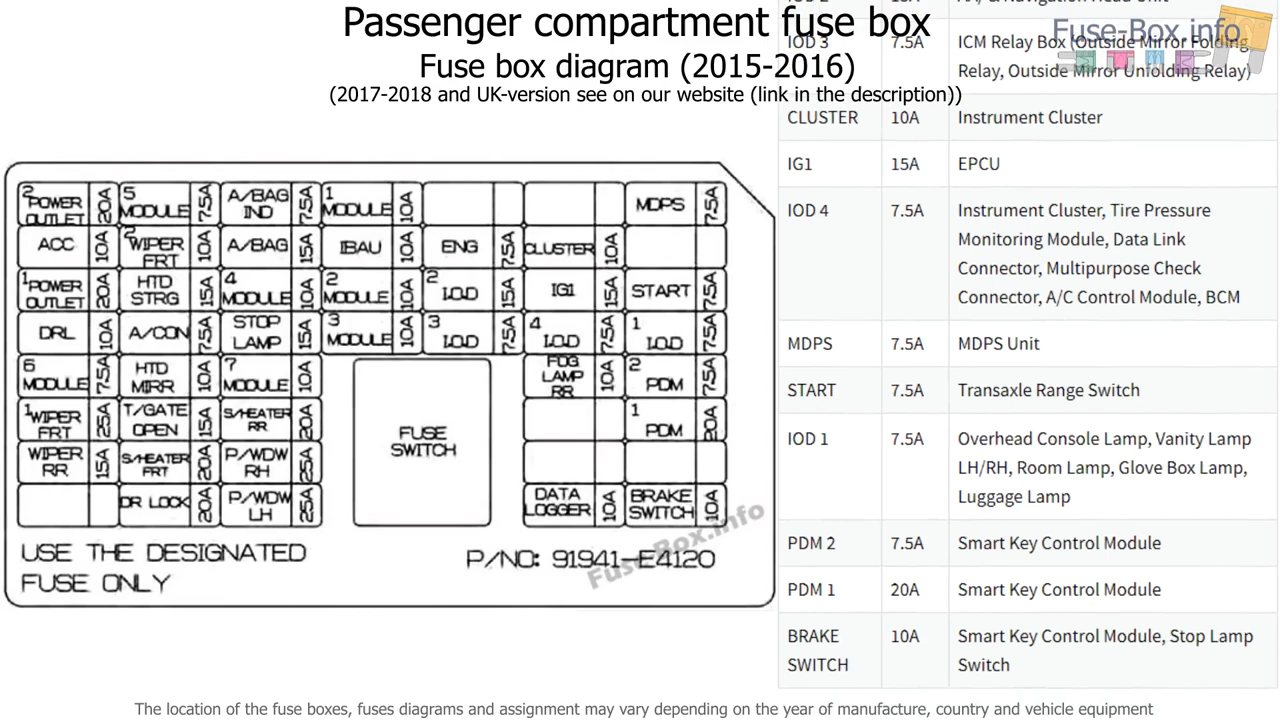 Passenger compartment fuse box
Fuse box diagram (2015-2016)
(2017-2018 and UK-version see on our website (link in the description))
Fuse-Box.info
IOD 3 7.5A ICM Relay Box (Outside Mirror Folding
Relay, Outside Mirror Unfolding Relay)
CLUSTER 10A Instrument Cluster
IG1 15A EPCU
IOD 4 7.5A Instrument Cluster, Tire Pressure
Monitoring Module, Data Link
Connector, Multipurpose Check
Connector, A/C Control Module, BCM
MDPS 7.5A MDPS Unit
START 7.5A Transaxle Range Switch
IOD 1 7.5A Overhead Console Lamp, Vanity Lamp
LH/RH, Room Lamp, Glove Box Lamp,
Luggage Lamp
PDM 2 7.5A Smart Key Control Module
PDM 1 20A Smart Key Control Module
BRAKE
SWITCH 10A Smart Key Control Module, Stop Lamp
Switch
2 POWER OUTLET 20A 5 MODULE 7.5A A/BAG IND 7.5A 1 MODULE 10A MDPS 7.5A
ACC 10A 2 WIPER FRT 10A A/BAG 15A IBAU 10A ENG 7.5A CLUSTER 10A
1 POWER OUTLET 20A HTD STRG 15A 4 MODULE 10A 2 MODULE 10A 2 I.O.D 15A IG1 15A START 7.5A
DRL 10A A/CON 7.5A STOP LAMP 15A 3 MODULE 10A 3 I.O.D 7.5A 4 I.O.D 7.5A 1 I.O.D 7.5A
6 MODULE 7.5A HTD MIRR 10A 7 MODULE 10A FOG LAMP RR 10A 2 PDM 7.5A
1 WIPER FRT 25A T/GATE OPEN 15A S/HEATER RR 20A 1 PDM 20A
WIPER RR 15A S/HEATER FRT 20A P/WDW RH 25A
DR LOCK 20A P/WDW LH 25A DATA LOGGER 10A BRAKE SWITCH 10A
FUSE
SWITCH
USE THE DESIGNATED
FUSE ONLY
P/NO: 91941-E4120
Fuse-Box.info
The location of the fuse boxes, fuses diagrams and assignment may vary depending on the year of manufacture, country and vehicle equipment